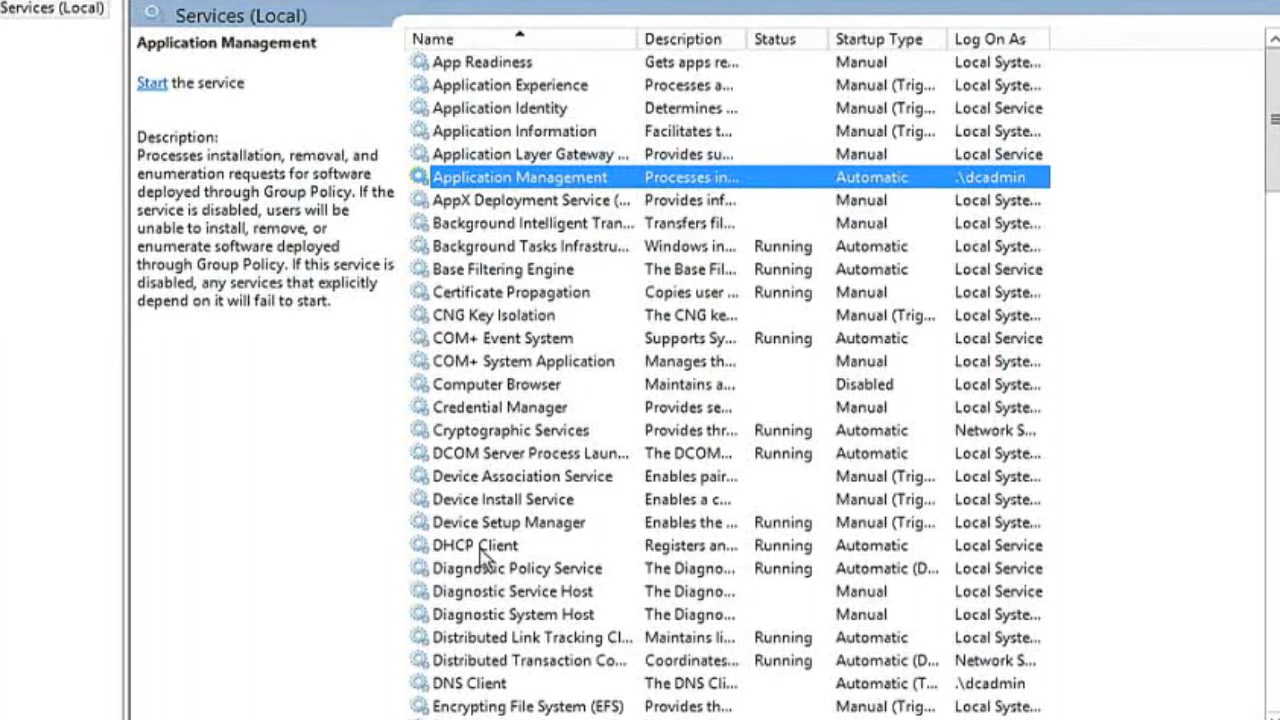 Services (Local)
Services (Local)
Application Management
Start the service
Description:
Processes installation, removal, and
enumeration requests for software
deployed through Group Policy. If the
service is disabled, users will be
unable to install, remove, or
enumerate software deployed
through Group Policy. If this service is
disabled, any services that explicitly
depend on it will fail to start.
Name Description Status Startup Type Log On As
App Readiness Gets apps re... Manual Local Syste...
Application Experience Processes a... Manual (Trig... Local Syste...
Application Identity Determines ... Manual (Trig... Local Service
Application Information Facilitates t... Manual (Trig... Local Syste...
Application Layer Gateway ... Provides su... Manual Local Service
Application Management Processes in... Automatic .\dcadmin
AppX Deployment Service (... Provides inf... Manual Local Syste...
Background Intelligent Tran... Transfers fil... Manual Local Syste...
Background Tasks Infrastru... Windows in... Running Automatic Local Syste...
Base Filtering Engine The Base Fil... Running Automatic Local Service
Certificate Propagation Copies user ... Running Manual Local Syste...
CNG Key Isolation The CNG ke... Manual (Trig... Local Syste...
COM+ Event System Supports Sy... Running Automatic Local Service
COM+ System Application Manages th... Manual Local Syste...
Computer Browser Maintains a... Disabled Local Syste...
Credential Manager Provides se... Manual Local Syste...
Cryptographic Services Provides thr... Running Automatic Network S...
DCOM Server Process Laun... The DCOM... Running Automatic Local Syste...
Device Association Service Enables pair... Manual (Trig... Local Syste...
Device Install Service Enables a c... Manual (Trig... Local Syste...
Device Setup Manager Enables the ... Running Manual (Trig... Local Syste...
DHCP Client Registers an... Running Automatic Local Service
Diagnostic Policy Service The Diagno... Running Automatic (D... Local Service
Diagnostic Service Host The Diagno... Manual Local Service
Diagnostic System Host The Diagno... Manual Local Syste...
Distributed Link Tracking Cl... Maintains li... Running Automatic Local Syste...
Distributed Transaction Co... Coordinates... Running Automatic (D... Network S...
DNS Client The DNS Cli... Automatic (T... .\dcadmin
Encrypting File System (EFS) Provides th... Manual (Trig... Local Syste...